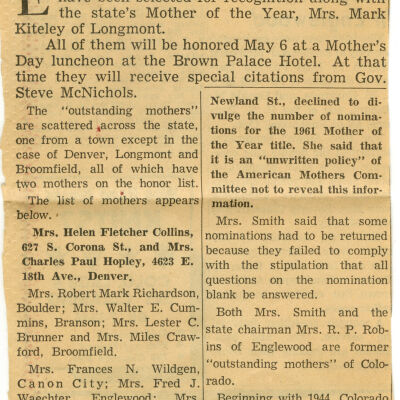 E have been selected for recognition along with
the state's Mother of the Year, Mrs. Mark
Kiteley of Longmont.
All of them will be honored May 6 at a Mother's
Day luncheon at the Brown Palace Hotel. At that
time they will receive special citations from Gov.
Steve McNichols.
The "outstanding mothers"
are scattered across the state,
one from a town except in the
case of Denver, Longmont and
Broomfield, all of which have
two mothers on the honor list.
The list of mothers appears
below.
Mrs. Helen Fletcher Collins,
627 S. Corona St., and Mrs.
Charles Paul Hopley, 4623 E.
18th Ave., Denver.
Mrs. Robert Mark Richardson,
Boulder; Mrs. Walter E. Cum-
mins, Branson; Mrs. Lester C.
Brunner and Mrs. Miles Craw-
ford, Broomfield.
Mrs. Frances N. Wildgen,
Canon City; Mrs. Fred J.
Waechter, Englewood; Mrs.
Newland St., declined to di-
vulge the number of nomina-
tions for the 1961 Mother of
the Year title. She said that
it is an "unwritten policy" of
the American Mothers Com-
mittee not to reveal this infor-
mation.
Mrs. Smith said that some
nominations had to be returned
because they failed to comply
with the stipulation that all
questions on the nomination
blank be answered.
Both Mrs. Smith and the
state chairman Mrs. R. P. Rob-
ins of Englewood are former
"outstanding mothers" of Colo-
rado.
Beginning with 1944, Colorado